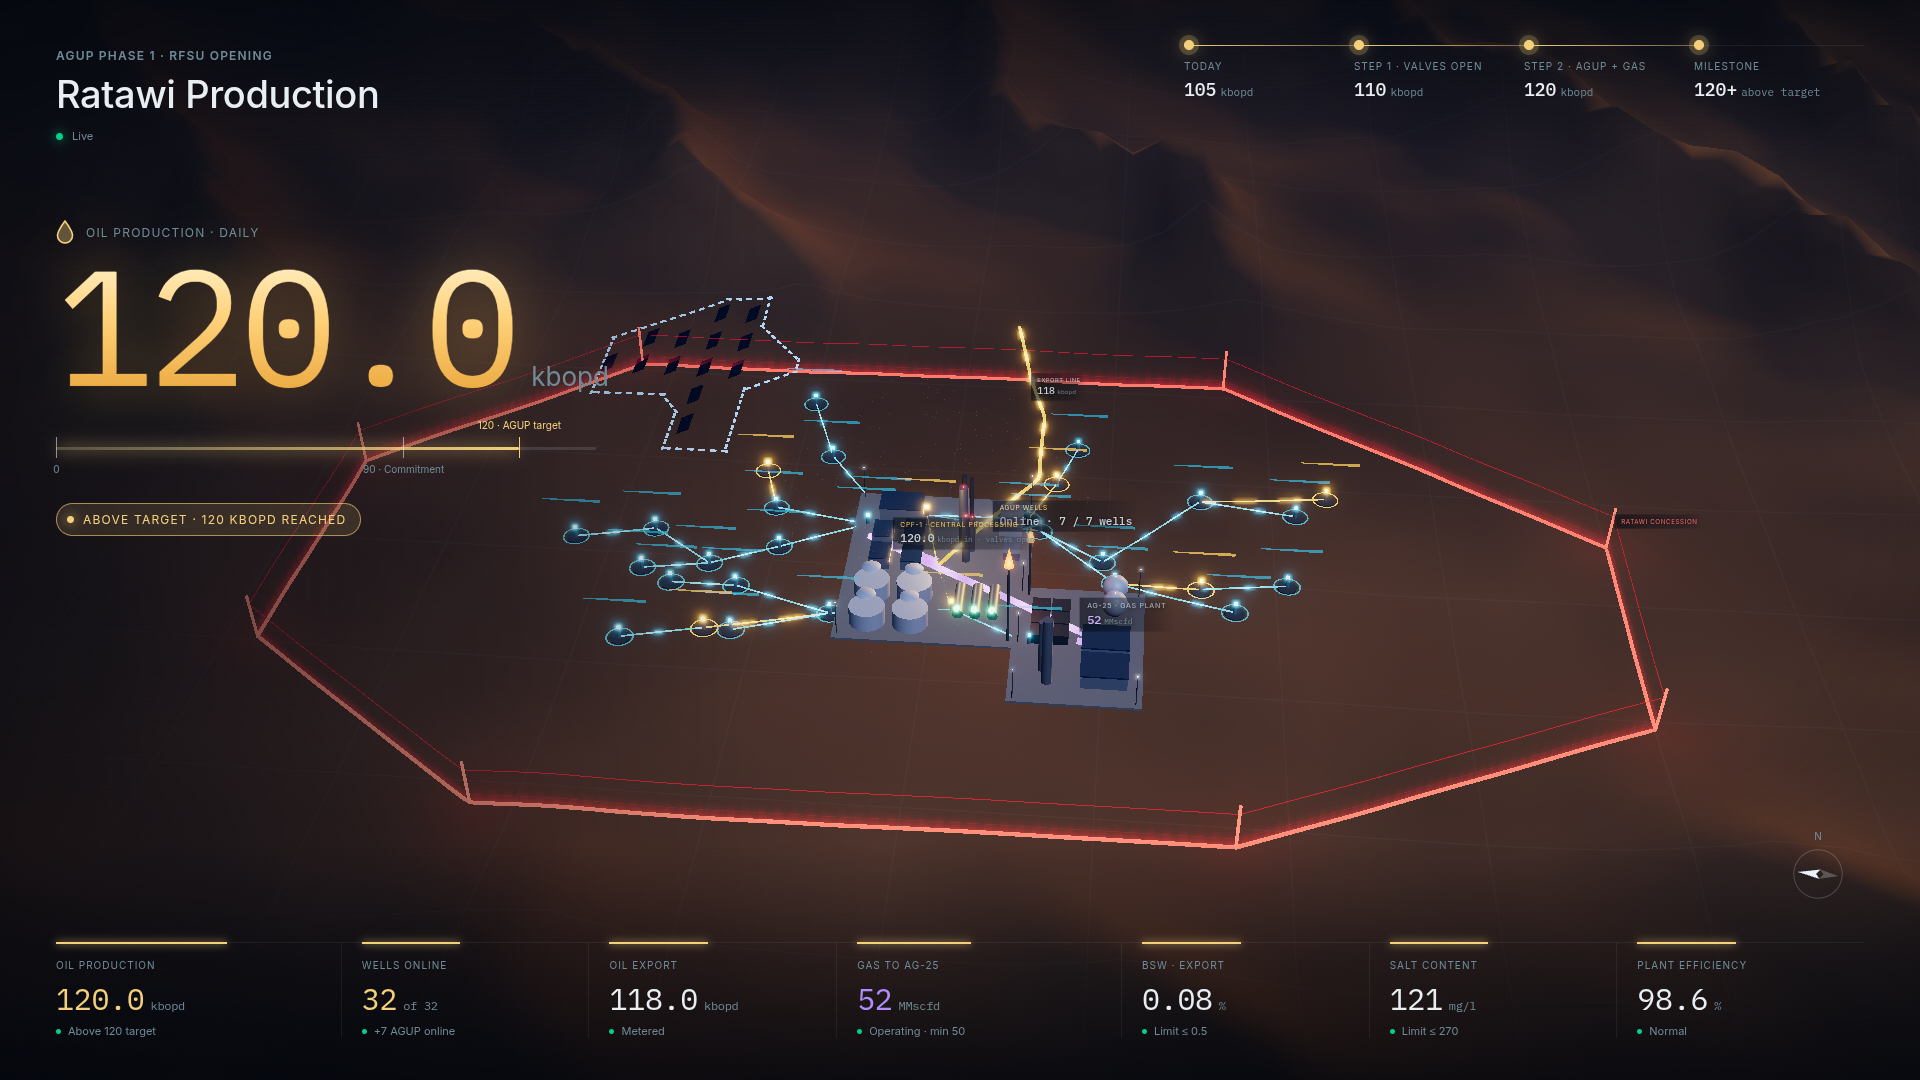 AGUP PHASE 1 · RFSU OPENING
Ratawi Production
Live
TODAY
105 kbopd
STEP 1 · VALVES OPEN
110 kbopd
STEP 2 · AGUP + GAS
120 kbopd
MILESTONE
120+ above target
OIL PRODUCTION · DAILY
120.0 kbopd
120 · AGUP target
0
90 · Commitment
ABOVE TARGET · 120 KBOPD REACHED
EXPORT LINE
118 kbopd
AGUP WELLS
Online · 7 / 7 wells
CPF-1 · CENTRAL PROCESSING
120.0 kbopd in · valves
RATAWI CONCESSION
AG-25 · GAS PLANT
52 MMscfd
N
OIL PRODUCTION
120.0 kbopd
Above 120 target
WELLS ONLINE
32 of 32
+7 AGUP online
OIL EXPORT
118.0 kbopd
Metered
GAS TO AG-25
52 MMscfd
Operating · min 50
BSW · EXPORT
0.08 %
Limit ≤ 0.5
SALT CONTENT
121 mg/l
Limit ≤ 270
PLANT EFFICIENCY
98.6 %
Normal